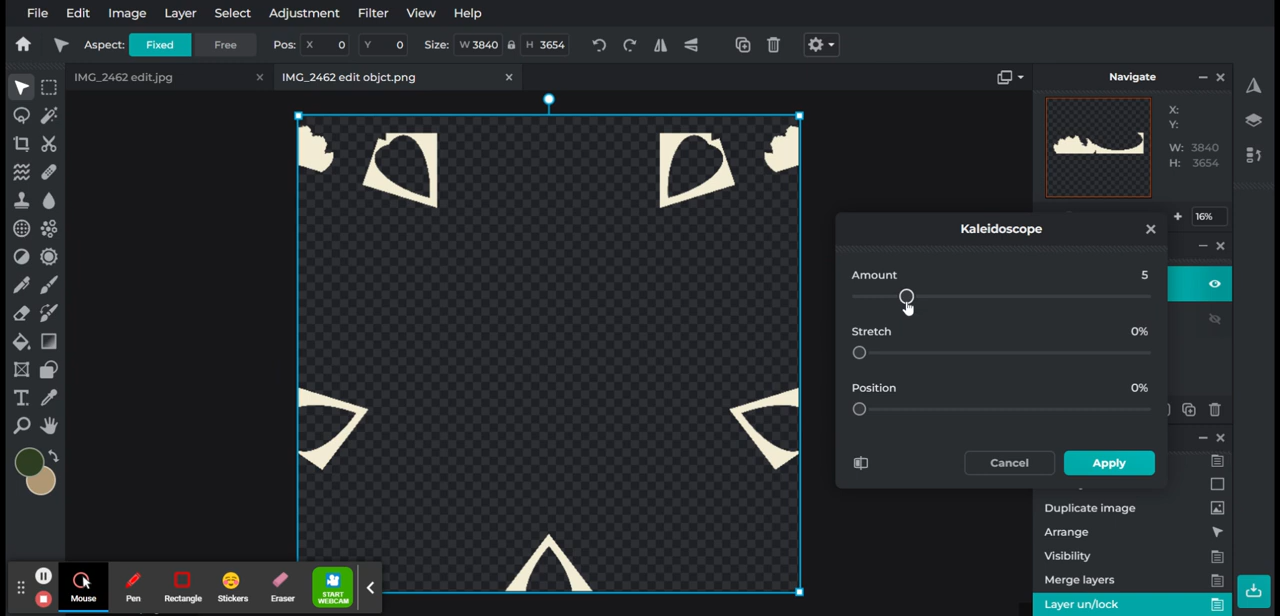 File Edit Image Layer Select Adjustment Filter View Help
Aspect: Fixed Free Pos: X 0 Y 0 Size: W 3840 H 3654
IMG_2462 edit.jpg × IMG_2462 edit objct.png ×
Navigate
X:
Y:
W: 3840
H: 3654
16%
Kaleidoscope
Amount 5
Stretch 0%
Position 0%
Cancel Apply
Duplicate image
Arrange
Visibility
Merge layers
Layer un/lock
Mouse Pen Rectangle Stickers Eraser START
WEBCAM